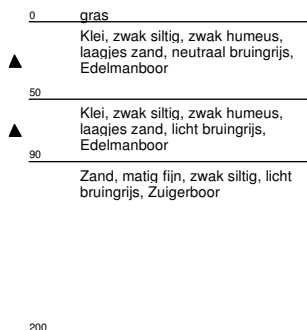 0 gras
Klei, zwak siltig, zwak humeus,
laagjes zand, neutraal bruingrijs,
Edelmanboor
50
Klei, zwak siltig, zwak humeus,
laagjes zand, licht bruingrijs,
Edelmanboor
90
Zand, matig fijn, zwak siltig, licht
bruingrijs, Zuigerboor
200